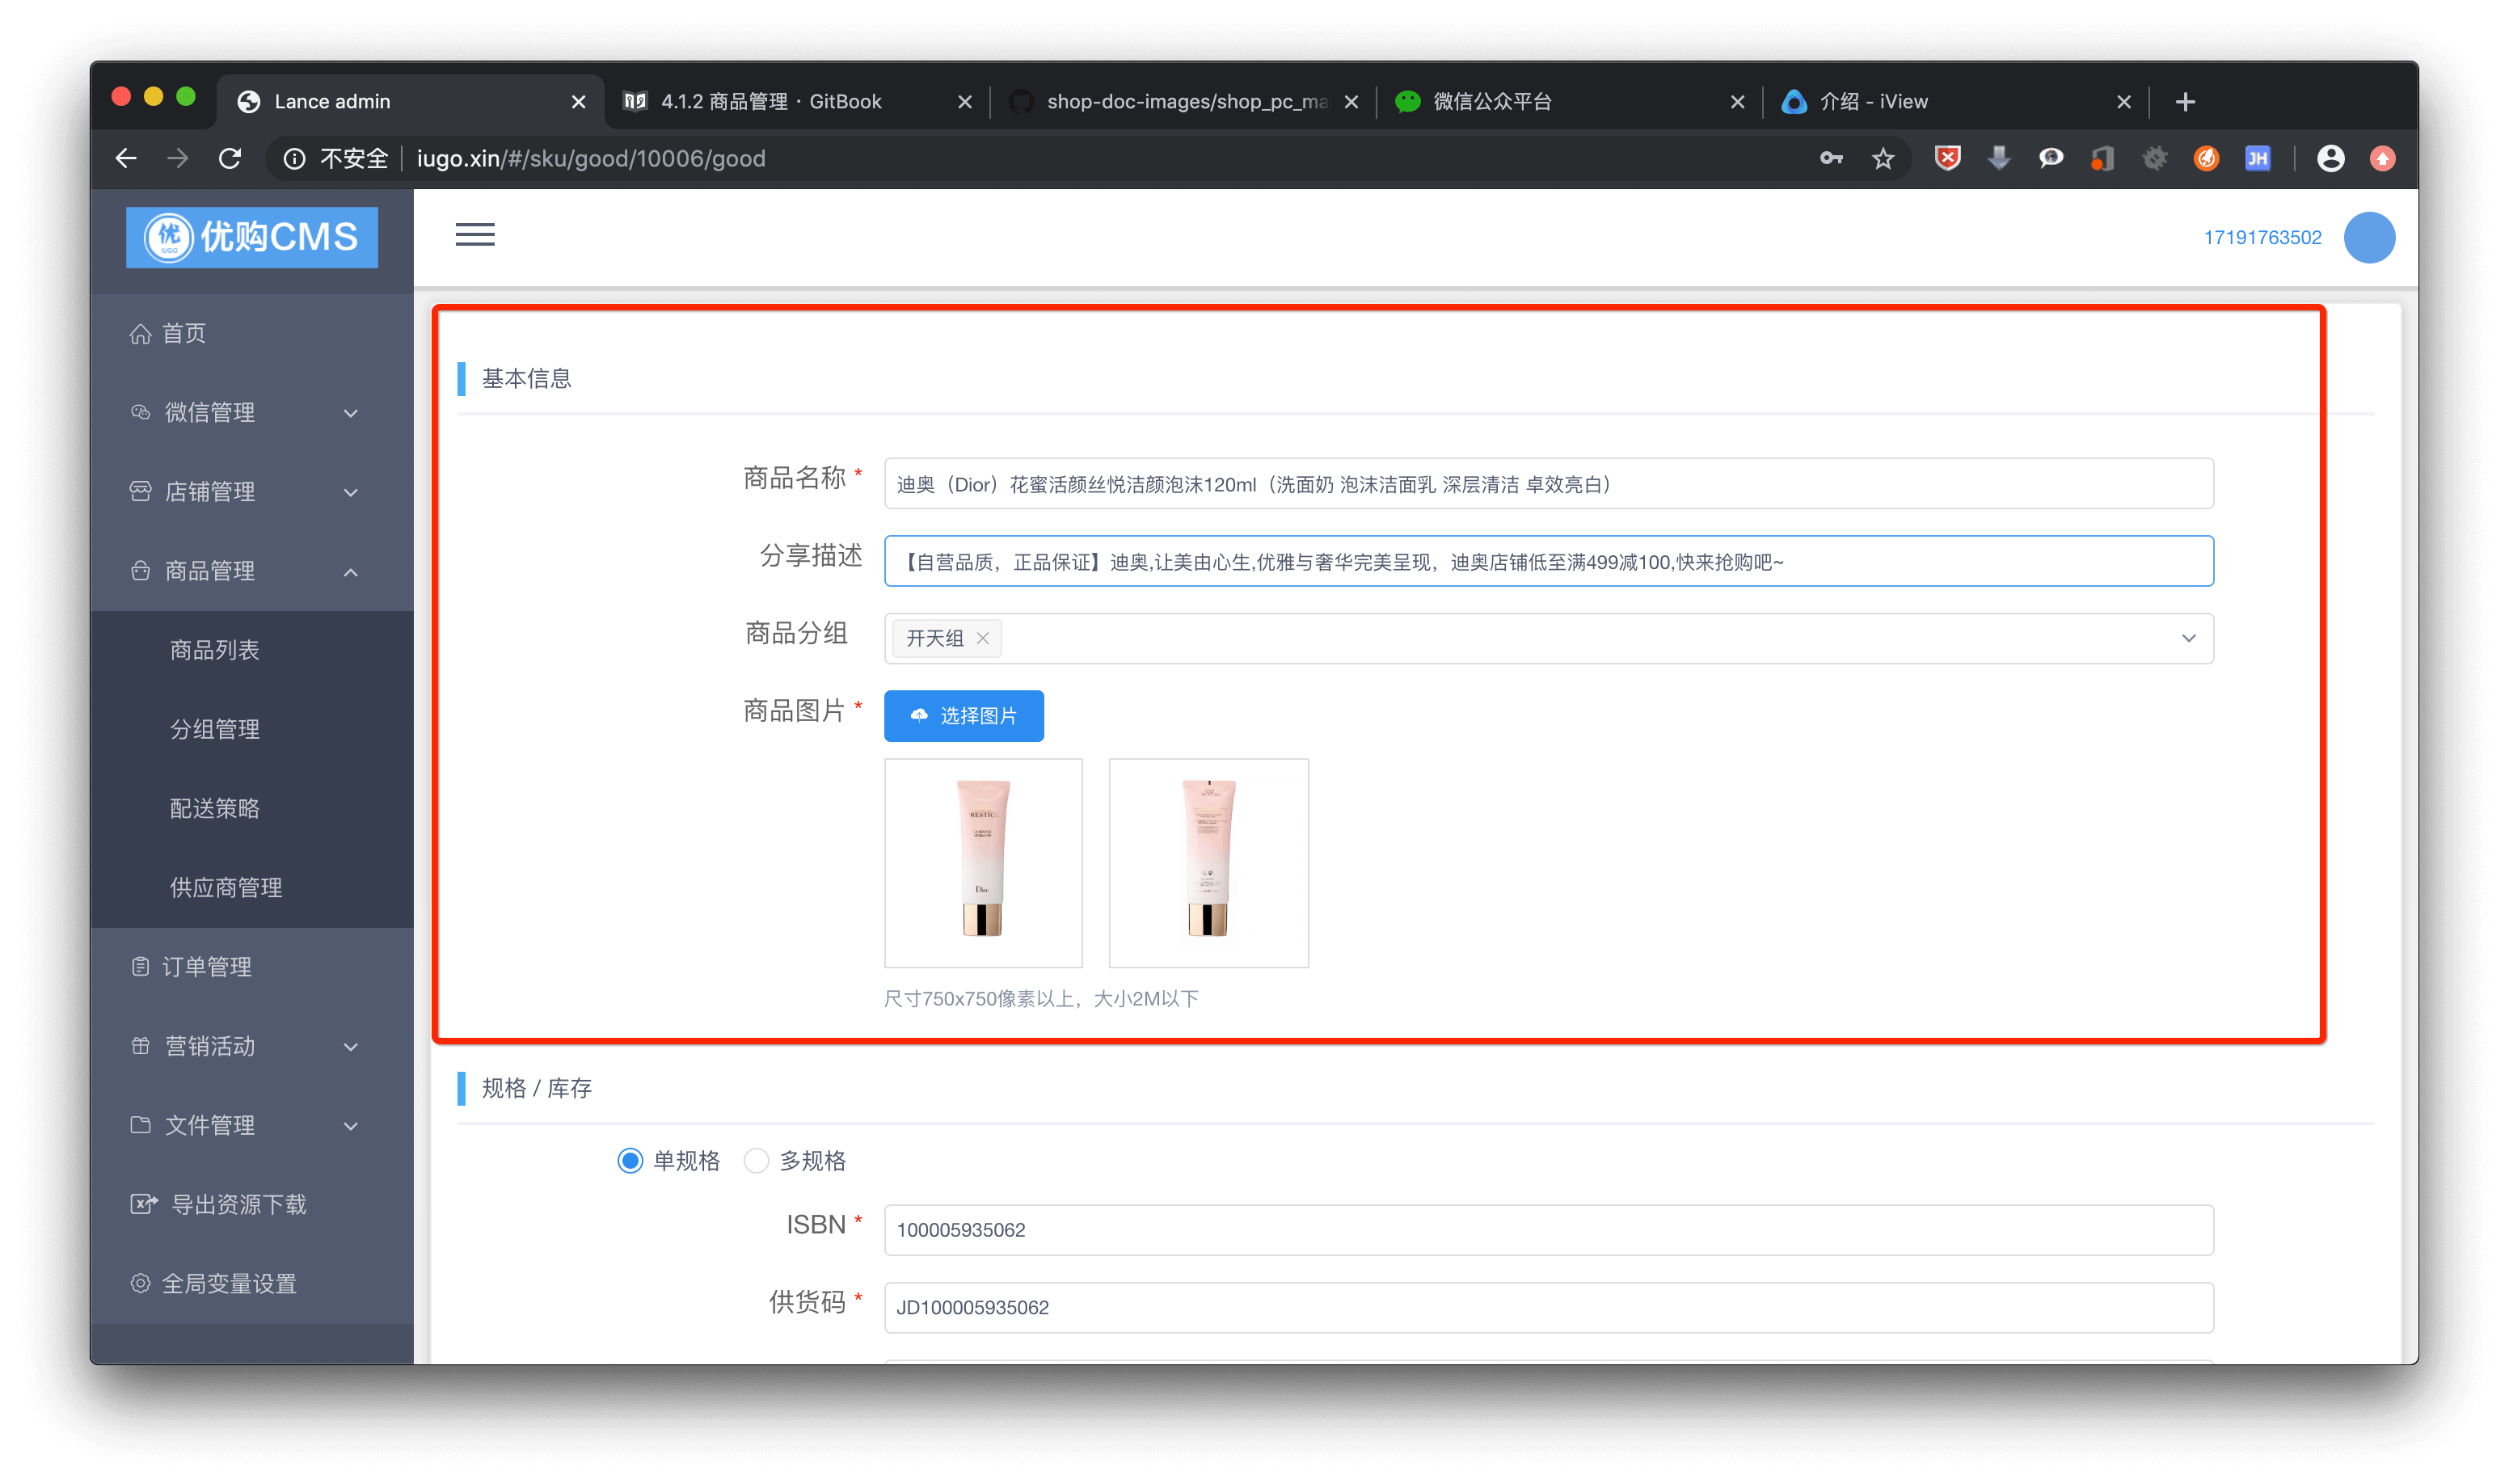 Lance admin
4.1.2 商品管理 · GitBook
shop-doc-images/shop_pc_ma
微信公众平台
介绍 - iView
不安全 iugo.xin/#/sku/good/10006/good
JH
优 IUGO 优购CMS
17191763502
首页
微信管理
店铺管理
商品管理
商品列表
分组管理
配送策略
供应商管理
订单管理
营销活动
文件管理
导出资源下载
全局变量设置
基本信息
商品名称 * 迪奥（Dior）花蜜活颜丝悦洁颜泡沫120ml（洗面奶 泡沫洁面乳 深层清洁 卓效亮白）
分享描述 【自营品质，正品保证】迪奥,让美由心生,优雅与奢华完美呈现，迪奥店铺低至满499减100,快来抢购吧~
商品分组 开天组
商品图片 * 选择图片
Dior
尺寸750x750像素以上，大小2M以下
规格 / 库存
单规格 多规格
ISBN * 100005935062
供货码 * JD100005935062